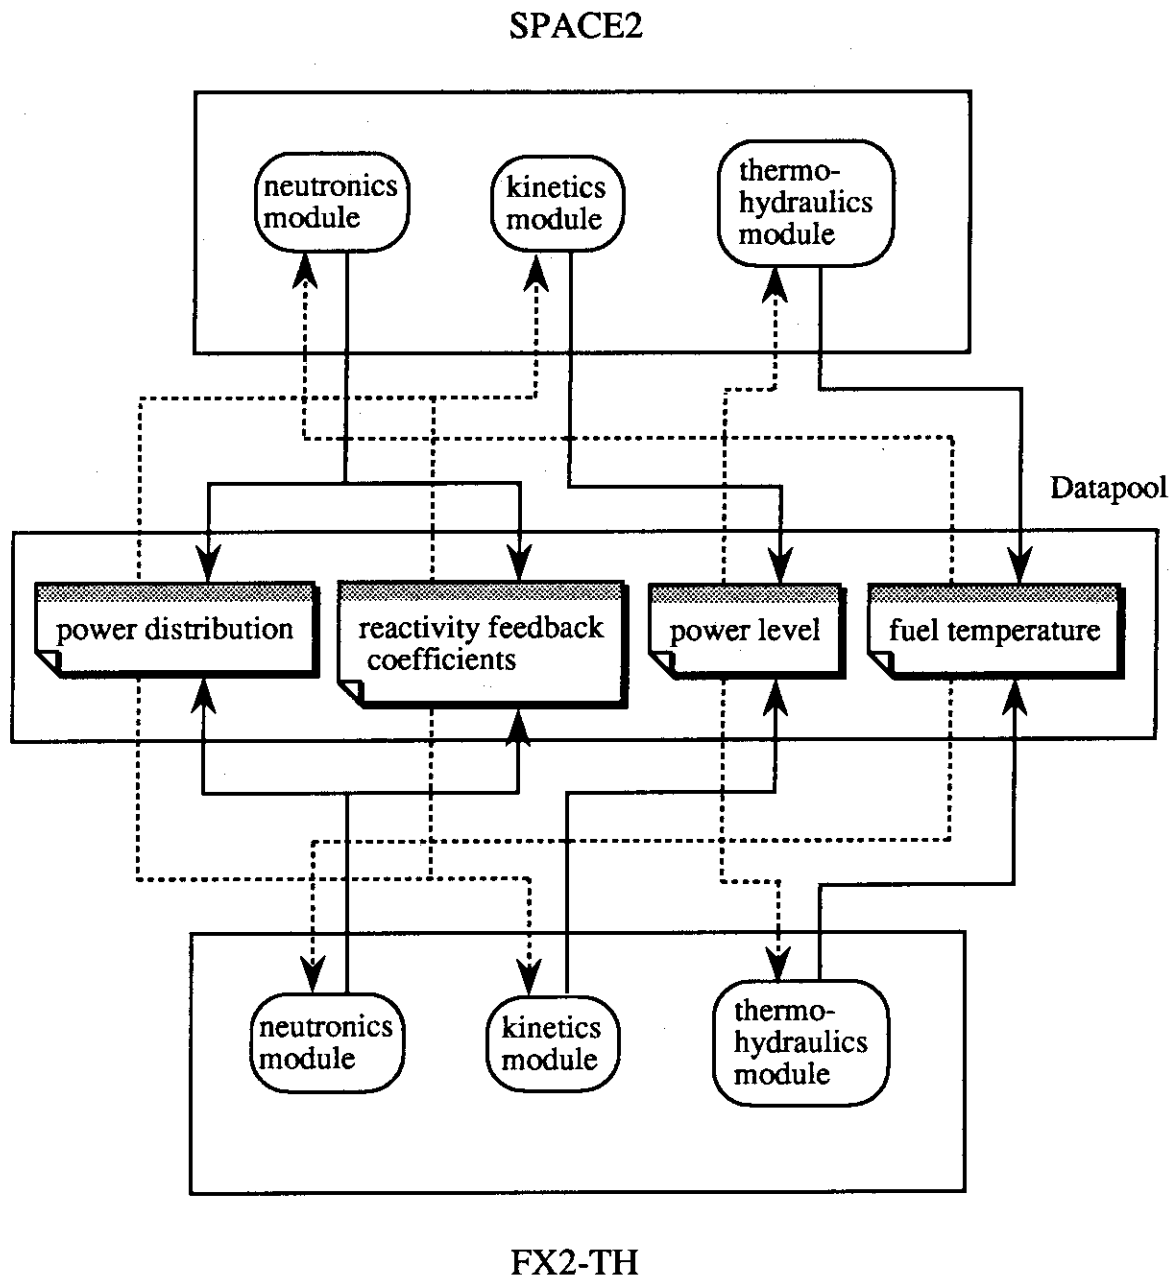 SPACE2
neutronics
module
kinetics
module
thermo-
hydraulics
module
Datapool
power distribution
reactivity feedback
coefficients
power level
fuel temperature
neutronics
module
kinetics
module
thermo-
hydraulics
module
FX2-TH